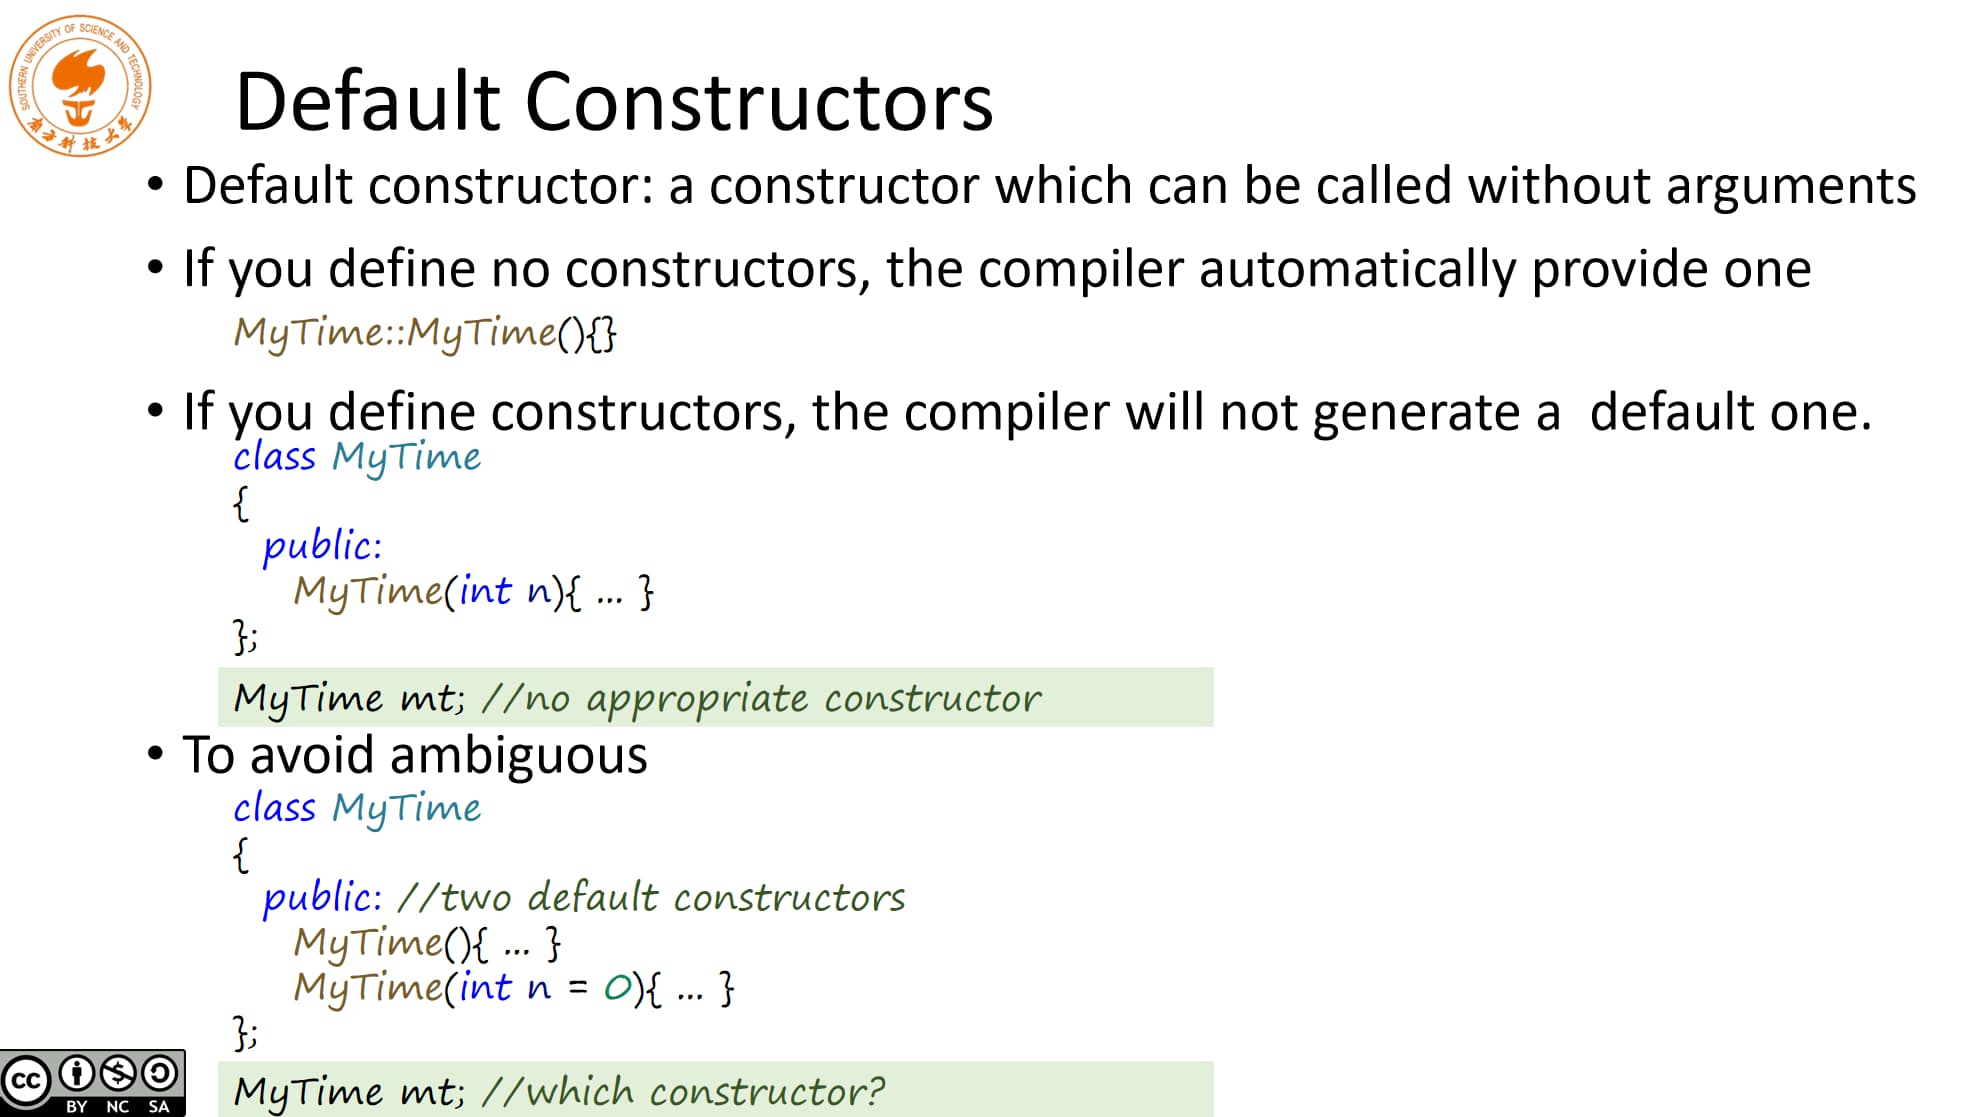 SOUTHERN UNIVERSITY OF SCIENCE AND TECHNOLOGY
南方科技大学
Default Constructors
• Default constructor: a constructor which can be called without arguments
• If you define no constructors, the compiler automatically provide one
MyTime::MyTime(){}
• If you define constructors, the compiler will not generate a  default one.
class MyTime
{
public:
MyTime(int n){ ... }
};
MyTime mt; //no appropriate constructor
• To avoid ambiguous
class MyTime
{
public: //two default constructors
MyTime(){ ... }
MyTime(int n = 0){ ... }
};
MyTime mt; //which constructor?
cc
BY NC SA